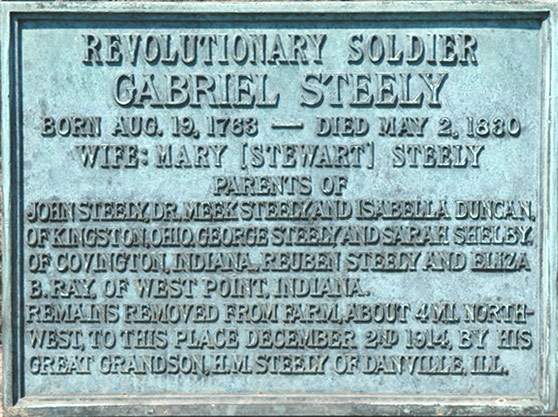 REVOLUTIONARY SOLDIER
GABRIEL STEELY
BORN AUG. 19, 1763 — DIED MAY 2, 1830
WIFE: MARY [STEWART] STEELY
PARENTS OF
JOHN STEELY, DR. MEEK STEELY, AND ISABELLA DUNCAN,
OF KINGSTON, OHIO, GEORGE STEELY AND SARAH SHELBY,
OF COVINGTON, INDIANA, REUBEN STEELY AND ELIZA
B. RAY, OF WEST POINT, INDIANA.
REMAINS REMOVED FROM FARM, ABOUT 4 MI. NORTH-
WEST, TO THIS PLACE DECEMBER 2ND 1914, BY HIS
GREAT GRANDSON, H.M. STEELY OF DANVILLE, ILL.